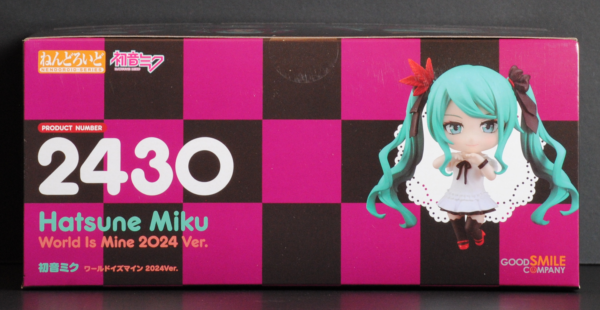 ねんどろいど
NENDOROID SERIES
初音ミク
PRODUCT NUMBER
2430
Hatsune Miku
World Is Mine 2024 Ver.
初音ミク ワールドイズマイン 2024Ver.
GOOD SMILE
COMPANY